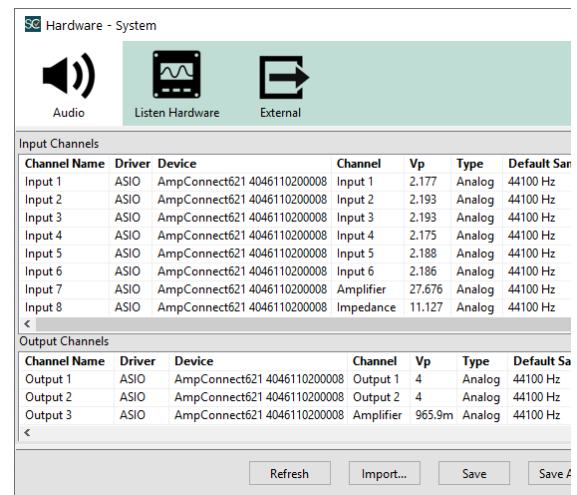 SC Hardware - System
Audio Listen Hardware External
Input Channels
Channel Name Driver Device Channel Vp Type Default San
Input 1 ASIO AmpConnect621 4046110200008 Input 1 2.177 Analog 44100 Hz
Input 2 ASIO AmpConnect621 4046110200008 Input 2 2.193 Analog 44100 Hz
Input 3 ASIO AmpConnect621 4046110200008 Input 3 2.193 Analog 44100 Hz
Input 4 ASIO AmpConnect621 4046110200008 Input 4 2.175 Analog 44100 Hz
Input 5 ASIO AmpConnect621 4046110200008 Input 5 2.188 Analog 44100 Hz
Input 6 ASIO AmpConnect621 4046110200008 Input 6 2.186 Analog 44100 Hz
Input 7 ASIO AmpConnect621 4046110200008 Amplifier 27.676 Analog 44100 Hz
Input 8 ASIO AmpConnect621 4046110200008 Impedance 11.127 Analog 44100 Hz
Output Channels
Channel Name Driver Device Channel Vp Type Default Sa
Output 1 ASIO AmpConnect621 4046110200008 Output 1 4 Analog 44100 Hz
Output 2 ASIO AmpConnect621 4046110200008 Output 2 4 Analog 44100 Hz
Output 3 ASIO AmpConnect621 4046110200008 Amplifier 965.9m Analog 44100 Hz
Refresh Import... Save Save A